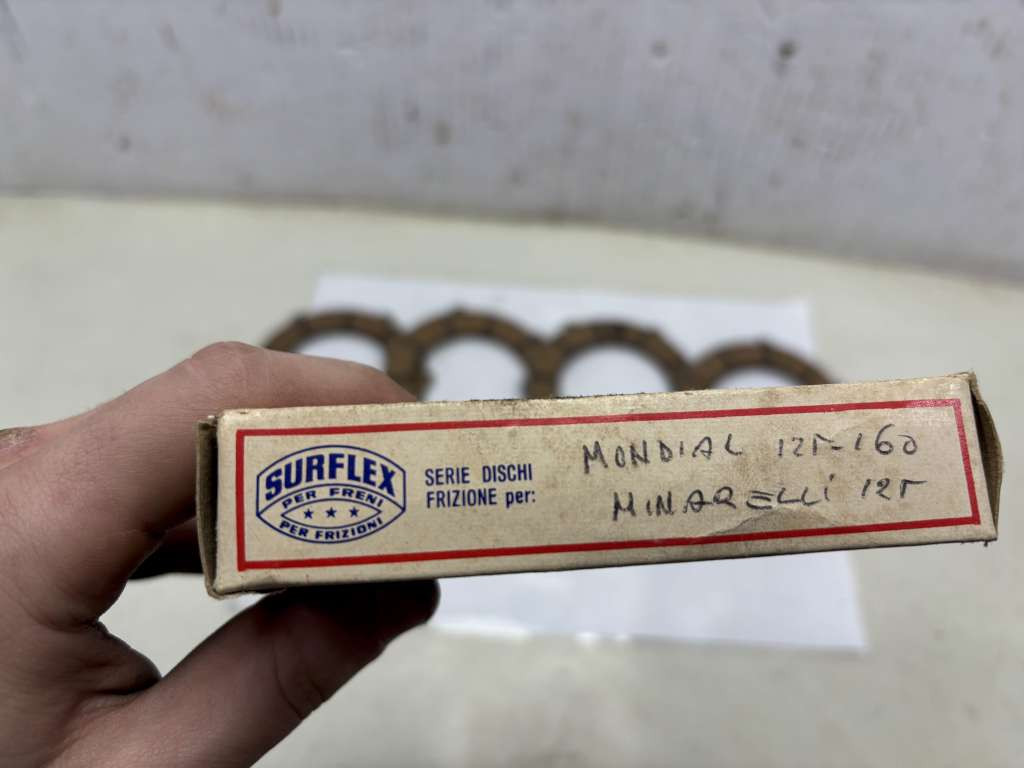 SURFLEX
PER FRENI
PER FRIZIONI
SERIE DISCHI
FRIZIONE per:
MONDIAL 125-160
MINARELLI 125